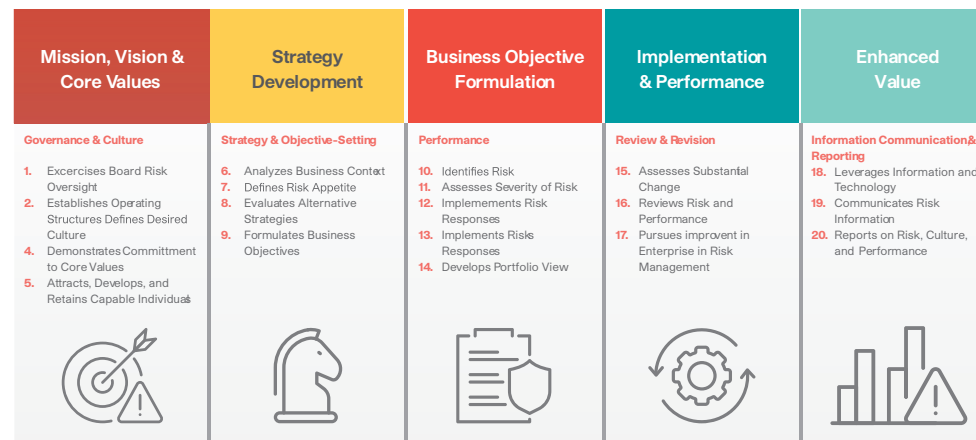 Mission, Vision &
Core Values
Strategy
Development
Business Objective
Formulation
Implementation
& Performance
Enhanced
Value
Governance & Culture
1. Excercises Board Risk
Oversight
2. Establishes Operating
Structures Defines Desired
Culture
4. Demonstrates Committment
to Core Values
5. Attracts, Develops, and
Retains Capable Individuals
Strategy & Objective-Setting
6. Analyzes Business Context
7. Defines Risk Appetite
8. Evaluates Alternative
Strategies
9. Formulates Business
Objectives
Performance
10. Identifies Risk
11. Assesses Severity of Risk
12. Implemements Risk
Responses
13. Implements Risks
Responses
14. Develops Portfolio View
Review & Revision
15. Assesses Substantial
Change
16. Reviews Risk and
Performance
17. Pursues improvent in
Enterprise in Risk
Management
Information Communication,&
Reporting
18. Leverages Information and
Technology
19. Communicates Risk
Information
20. Reports on Risk, Culture,
and Performance